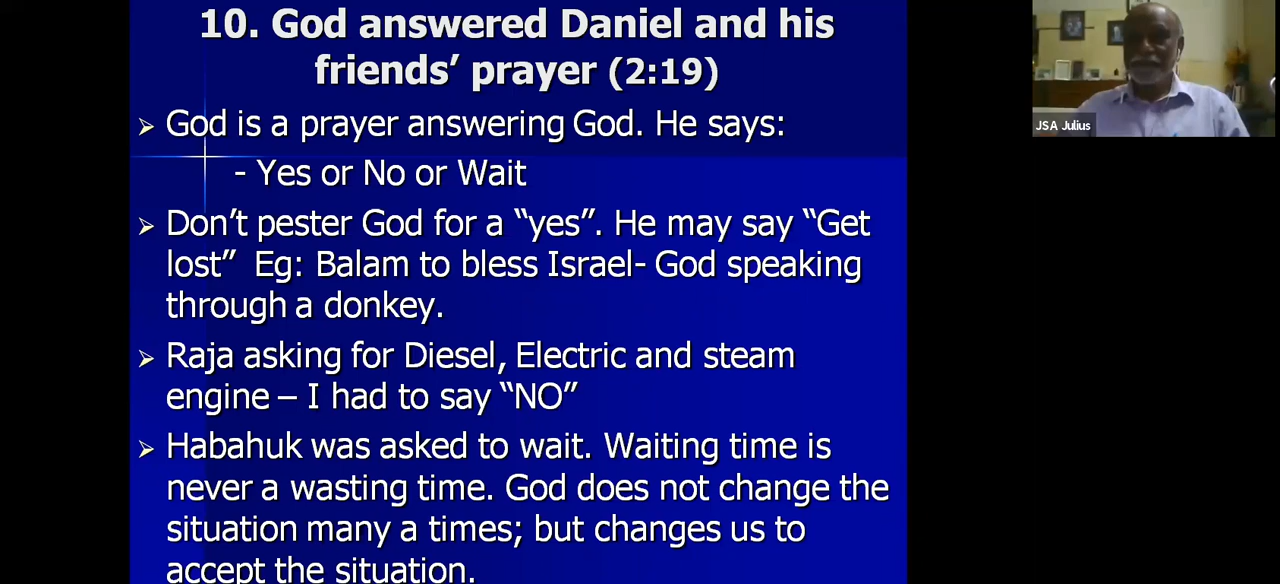 10. God answered Daniel and his
friends’ prayer (2:19)
God is a prayer answering God. He says:
- Yes or No or Wait
Don’t pester God for a “yes”. He may say “Get
lost” Eg: Balam to bless Israel- God speaking
through a donkey.
Raja asking for Diesel, Electric and steam
engine – I had to say “NO”
Habahuk was asked to wait. Waiting time is
never a wasting time. God does not change the
situation many a times; but changes us to
accept the situation.
JSA Julius